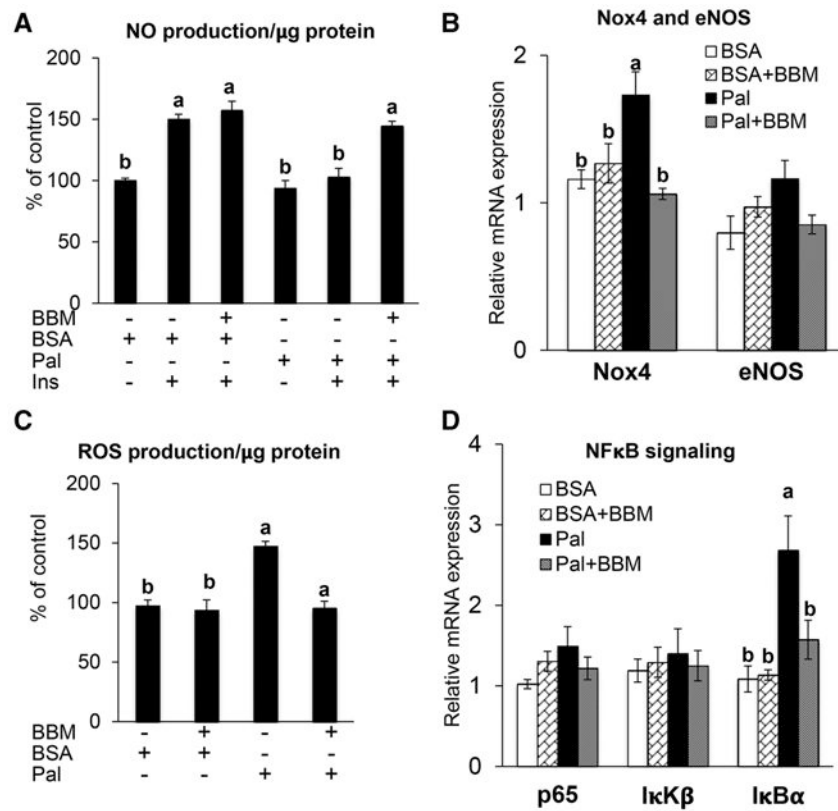 A
NO production/μg protein
% of control
200
150
100
50
0
b
a
a
b
b
a
BBM - - + - - +
BSA + + + - - -
Pal - - - + + +
Ins - + + - + +
B
Nox4 and eNOS
Relative mRNA expression
2
1
0
BSA
BSA+BBM
Pal
Pal+BBM
b
b
a
b
Nox4 eNOS
C
ROS production/μg protein
% of control
200
150
100
50
0
b
b
a
a
BBM - + - +
BSA + + - -
Pal - - + +
D
NFκB signaling
Relative mRNA expression
4
3
2
1
0
BSA
BSA+BBM
Pal
Pal+BBM
b
b
a
b
p65 IκKβ IκBα